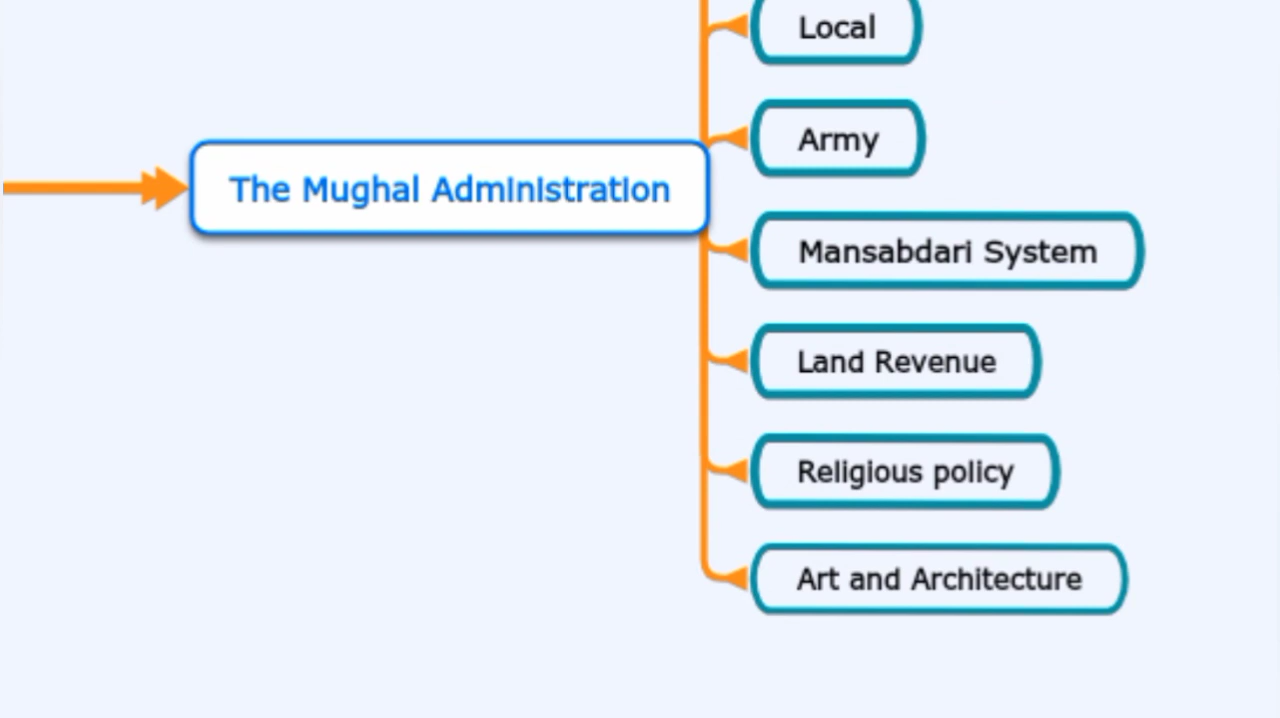 Local
Army
The Mughal Administration
Mansabdari System
Land Revenue
Religious policy
Art and Architecture